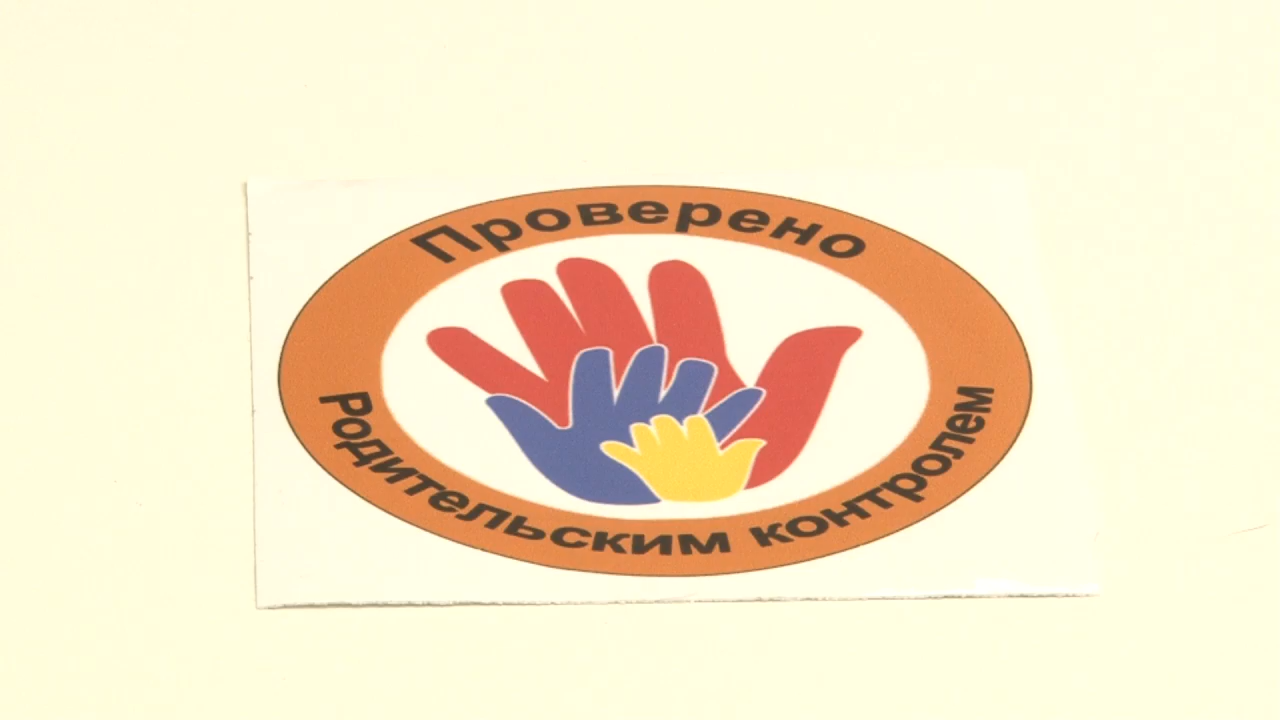 Проверено
Родительским контролем